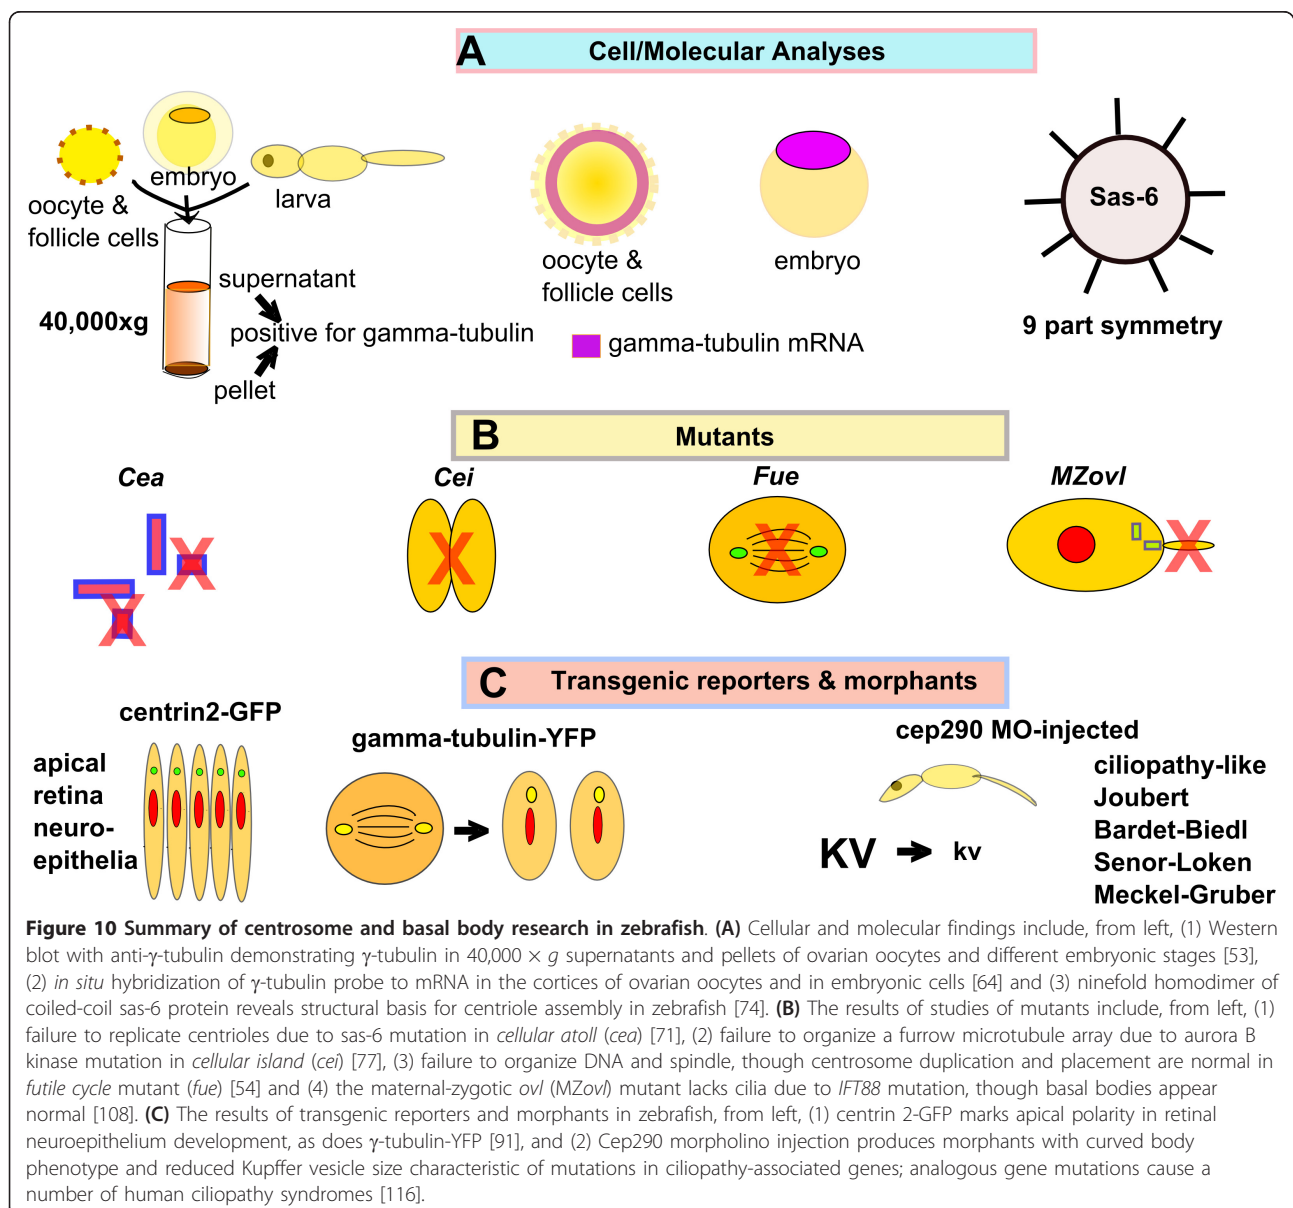 A Cell/Molecular Analyses
embryo
larva
oocyte &
follicle cells
supernatant
40,000xg
positive for gamma-tubulin
pellet
oocyte &
follicle cells
embryo
gamma-tubulin mRNA
Sas-6
9 part symmetry
B Mutants
Cea
Cei
Fue
MZovl
X
X
X
X
X
C Transgenic reporters & morphants
centrin2-GFP
apical
retina
neuro-
epithelia
gamma-tubulin-YFP
cep290 MO-injected
KV
kv
ciliopathy-like
Joubert
Bardet-Biedl
Senor-Loken
Meckel-Gruber
Figure 10 Summary of centrosome and basal body research in zebrafish. (A) Cellular and molecular findings include, from left, (1) Western
blot with anti-γ-tubulin demonstrating γ-tubulin in 40,000 × g supernatants and pellets of ovarian oocytes and different embryonic stages [53],
(2) in situ hybridization of γ-tubulin probe to mRNA in the cortices of ovarian oocytes and in embryonic cells [64] and (3) ninefold homodimer of
coiled-coil sas-6 protein reveals structural basis for centriole assembly in zebrafish [74]. (B) The results of studies of mutants include, from left, (1)
failure to replicate centrioles due to sas-6 mutation in cellular atoll (cea) [71], (2) failure to organize a furrow microtubule array due to aurora B
kinase mutation in cellular island (cei) [77], (3) failure to organize DNA and spindle, though centrosome duplication and placement are normal in
futile cycle mutant (fue) [54] and (4) the maternal-zygotic ovl (MZovl) mutant lacks cilia due to IFT88 mutation, though basal bodies appear
normal [108]. (C) The results of transgenic reporters and morphants in zebrafish, from left, (1) centrin 2-GFP marks apical polarity in retinal
neuroepithelium development, as does γ-tubulin-YFP [91], and (2) Cep290 morpholino injection produces morphants with curved body
phenotype and reduced Kupffer vesicle size characteristic of mutations in ciliopathy-associated genes; analogous gene mutations cause a
number of human ciliopathy syndromes [116].